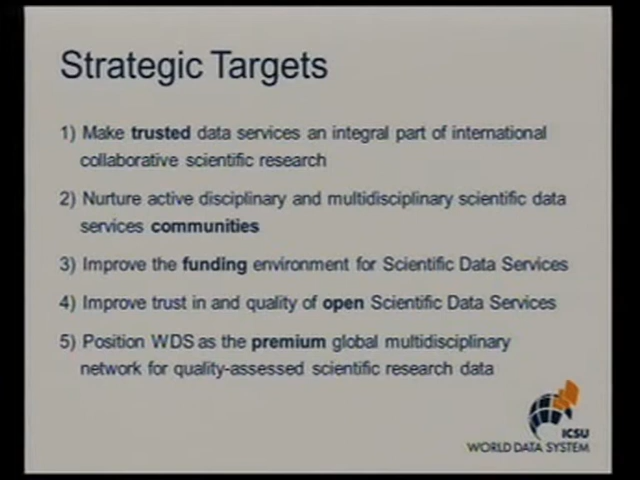 Strategic Targets
1) Make trusted data services an integral part of international
collaborative scientific research
2) Nurture active disciplinary and multidisciplinary scientific data
services communities
3) Improve the funding environment for Scientific Data Services
4) Improve trust in and quality of open Scientific Data Services
5) Position WDS as the premium global multidisciplinary
network for quality-assessed scientific research data
ICSU
WORLD DATA SYSTEM